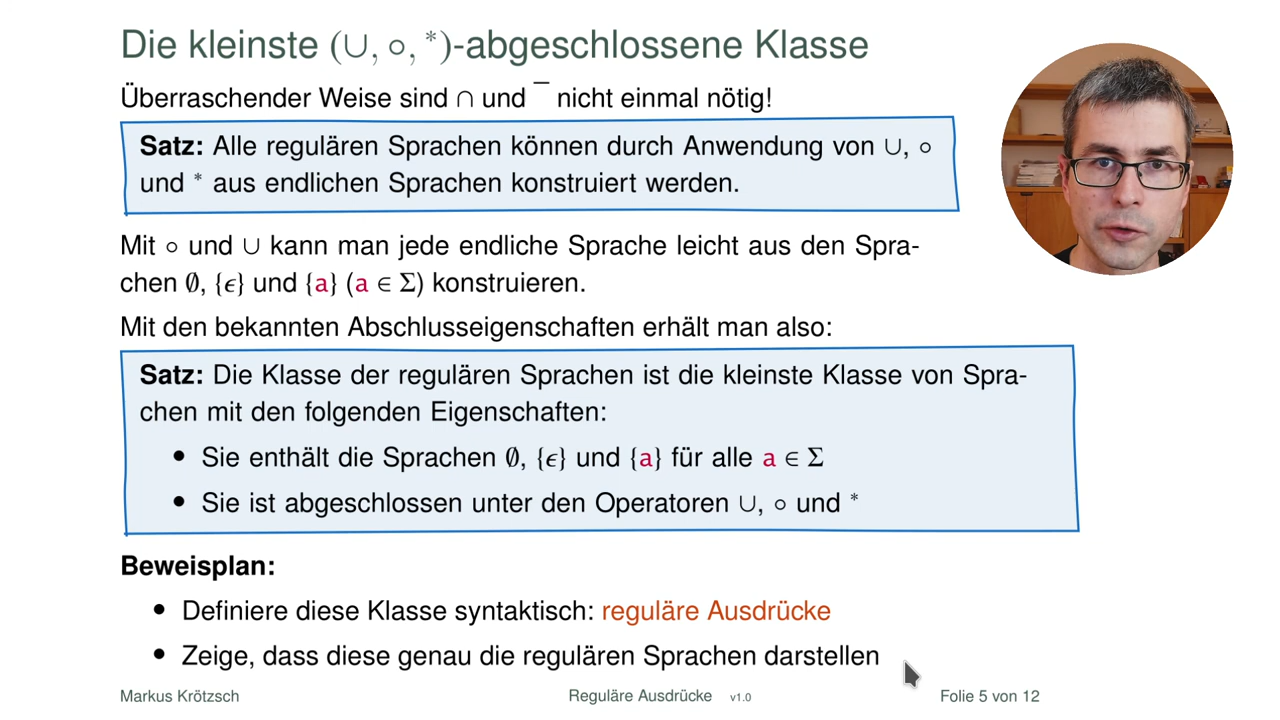 Die kleinste (∪, ∘, *)-abgeschlossene Klasse
Überraschender Weise sind ∩ und ¯ nicht einmal nötig!
Satz: Alle regulären Sprachen können durch Anwendung von ∪, ∘
und * aus endlichen Sprachen konstruiert werden.
Mit ∘ und ∪ kann man jede endliche Sprache leicht aus den Spra-
chen ∅, {ϵ} und {a} (a ∈ Σ) konstruieren.
Mit den bekannten Abschlusseigenschaften erhält man also:
Satz: Die Klasse der regulären Sprachen ist die kleinste Klasse von Spra-
chen mit den folgenden Eigenschaften:
• Sie enthält die Sprachen ∅, {ϵ} und {a} für alle a ∈ Σ
• Sie ist abgeschlossen unter den Operatoren ∪, ∘ und *
Beweisplan:
• Definiere diese Klasse syntaktisch: reguläre Ausdrücke
• Zeige, dass diese genau die regulären Sprachen darstellen
Markus Krötzsch Reguläre Ausdrücke v1.0 Folie 5 von 12